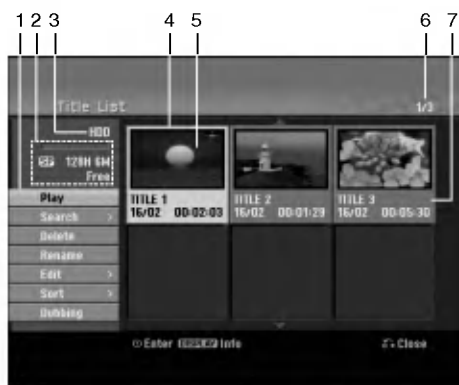 1 2 3 4 5 6 7
Title List
1/3
HDD
SP 128H 6M
Free
Play
Search >
Delete
Rename
Edit >
Sort >
Dubbing
TITLE 1
16/02 00:02:03
TITLE 2
16/02 00:01:29
TITLE 3
16/02 00:05:30
Enter DISPLAY Info
Close